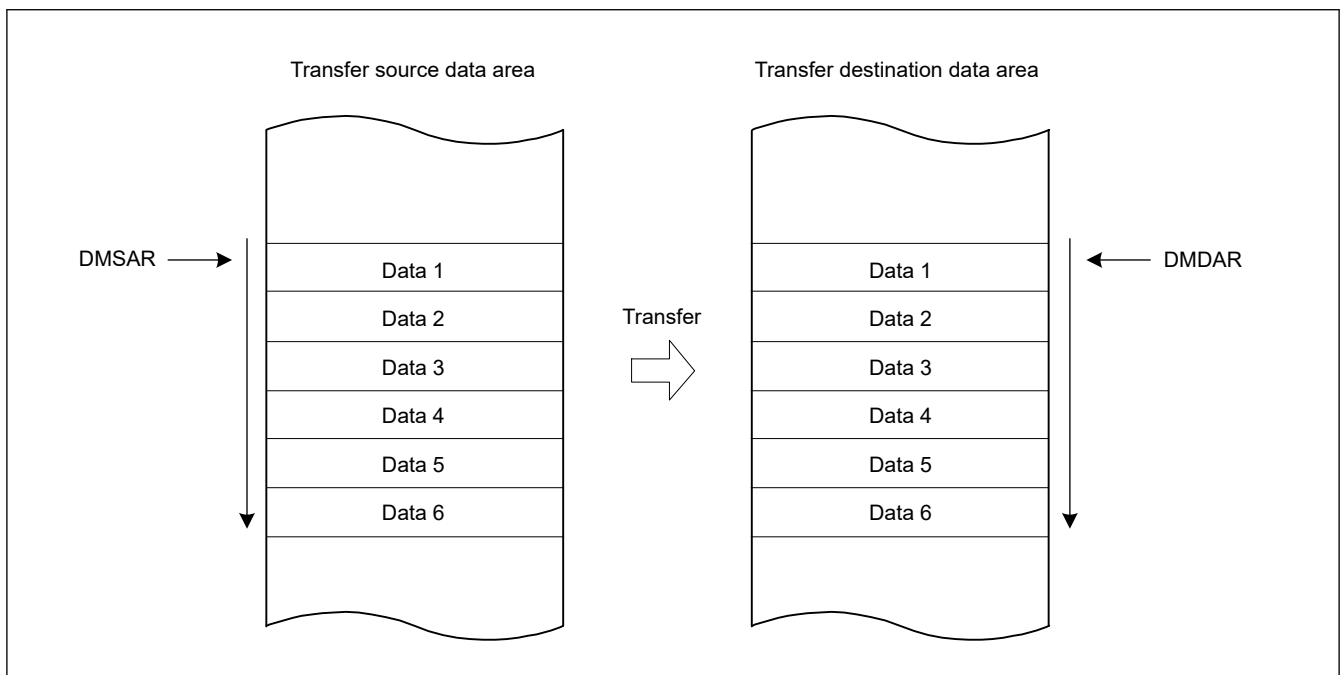 Transfer source data area
Transfer destination data area
DMSAR
Data 1
Data 2
Data 3
Data 4
Data 5
Data 6
Transfer
Data 1
Data 2
Data 3
Data 4
Data 5
Data 6
DMDAR